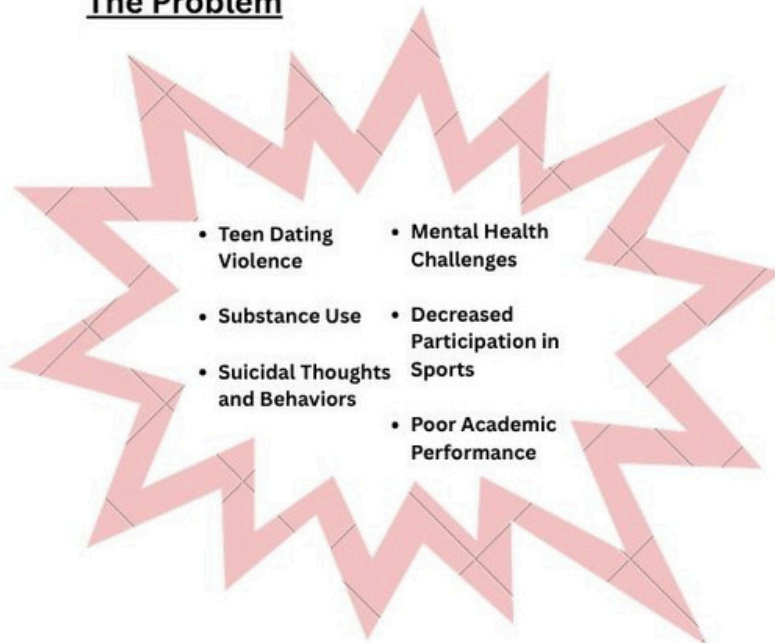 The Problem
• Teen Dating
Violence
• Substance Use
• Suicidal Thoughts
and Behaviors
• Mental Health
Challenges
• Decreased
Participation in
Sports
• Poor Academic
Performance